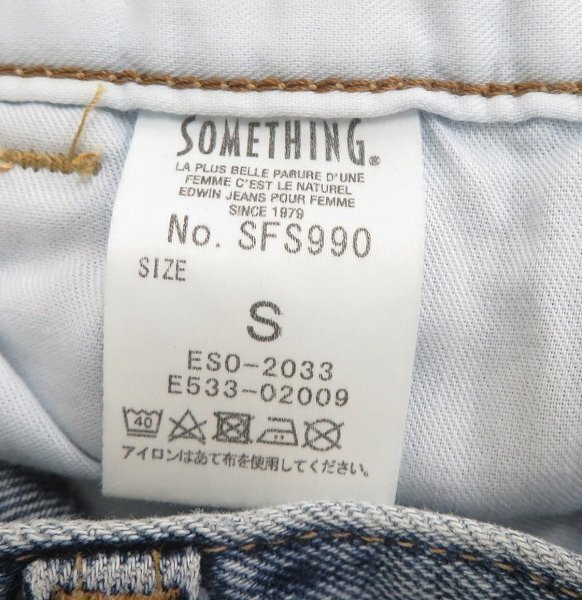 SOMETHING®
LA PLUS BELLE PARURE D'UNE
FEMME C'EST LE NATUREL
EDWIN JEANS POUR FEMME
SINCE 1979
No. SFS990
SIZE
S
ESO-2033
E533-02009
40
アイロンはあて布を使用してください。